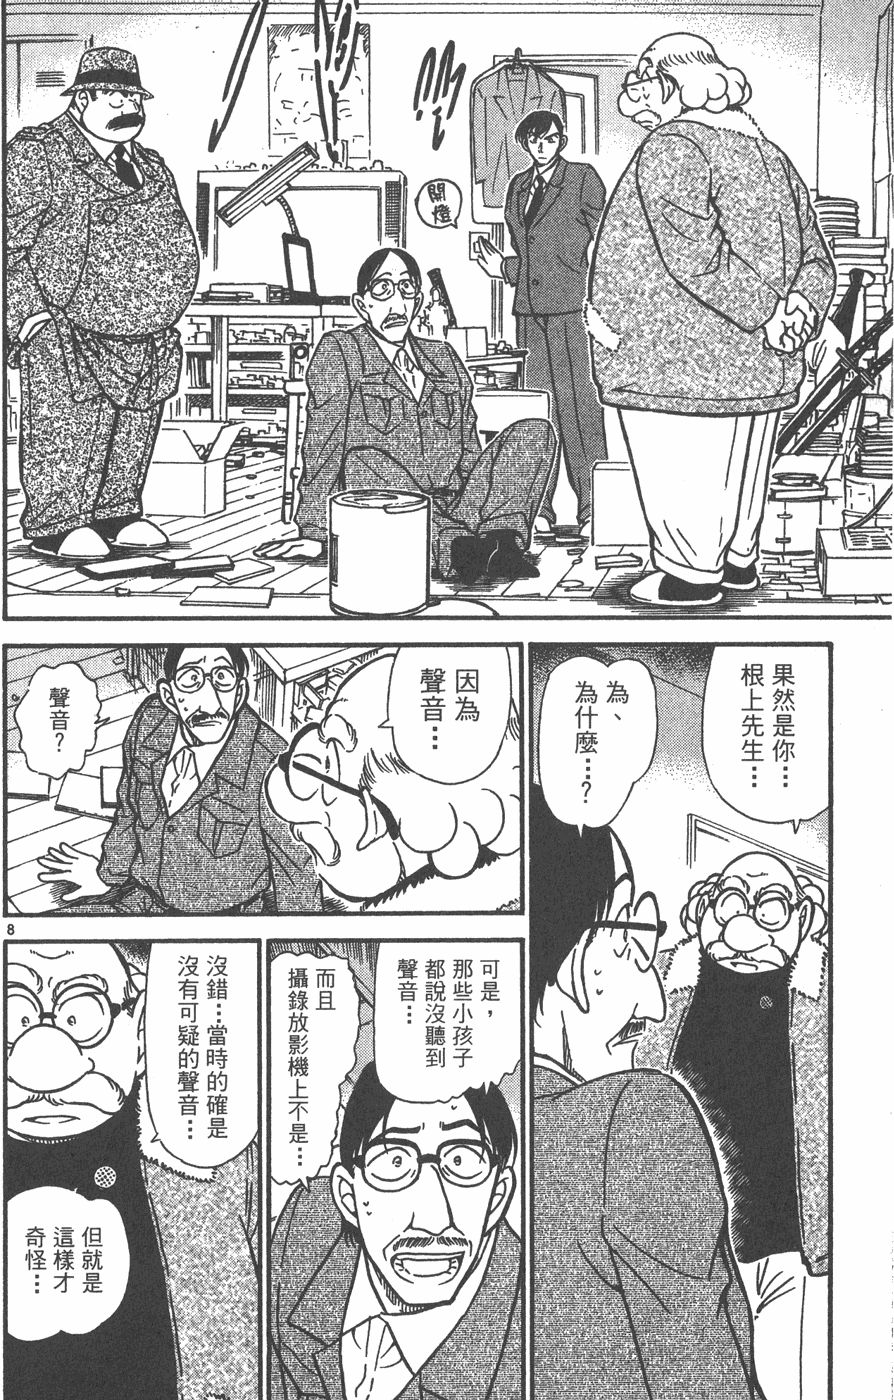 開燈
果然是你…
根上先生…
為、
為什麼…?
因為
聲音…
聲音?
可是，
那些小孩子
都說沒聽到
聲音…
而且
攝錄放影機上不是…
沒錯…當時的確是
沒有可疑的聲音…
但就是
這樣才
奇怪…
8